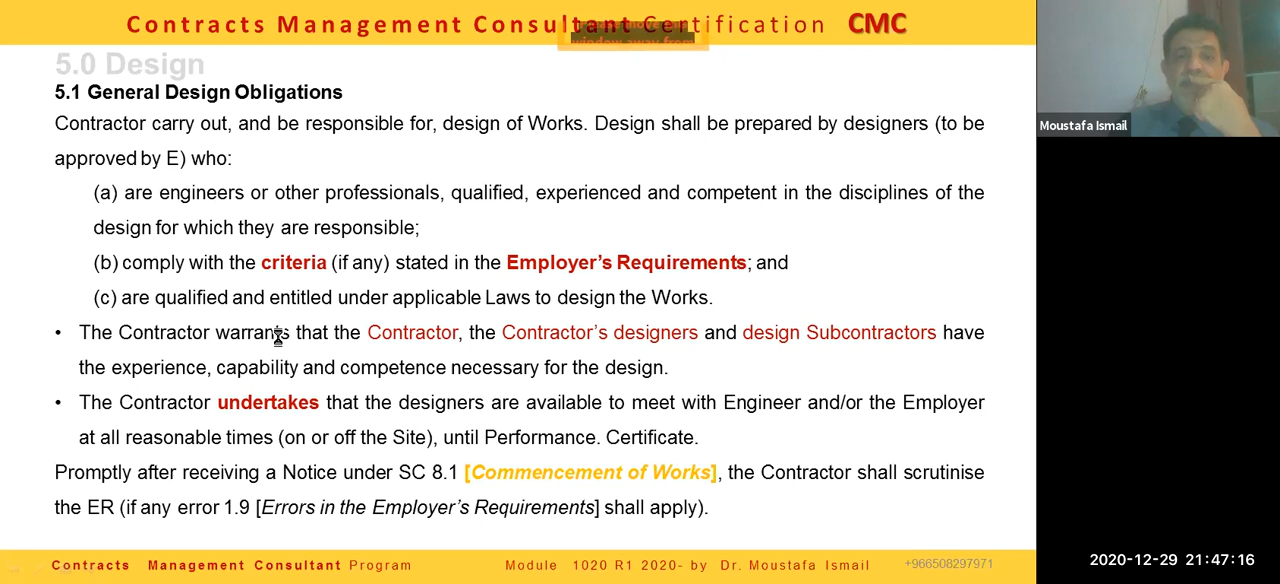 Contracts Management Consultant Certification CMC
window away from
5.0 Design
5.1 General Design Obligations
Contractor carry out, and be responsible for, design of Works. Design shall be prepared by designers (to be
approved by E) who:
(a) are engineers or other professionals, qualified, experienced and competent in the disciplines of the
design for which they are responsible;
(b) comply with the criteria (if any) stated in the Employer's Requirements; and
(c) are qualified and entitled under applicable Laws to design the Works.
• The Contractor warrants that the Contractor, the Contractor's designers and design Subcontractors have
the experience, capability and competence necessary for the design.
• The Contractor undertakes that the designers are available to meet with Engineer and/or the Employer
at all reasonable times (on or off the Site), until Performance. Certificate.
Promptly after receiving a Notice under SC 8.1 [Commencement of Works], the Contractor shall scrutinise
the ER (if any error 1.9 [Errors in the Employer's Requirements] shall apply).
Contracts Management Consultant Program
Module 1020 R1 2020- by Dr. Moustafa Ismail
+966508297971
Moustafa Ismail
2020-12-29 21:47:16